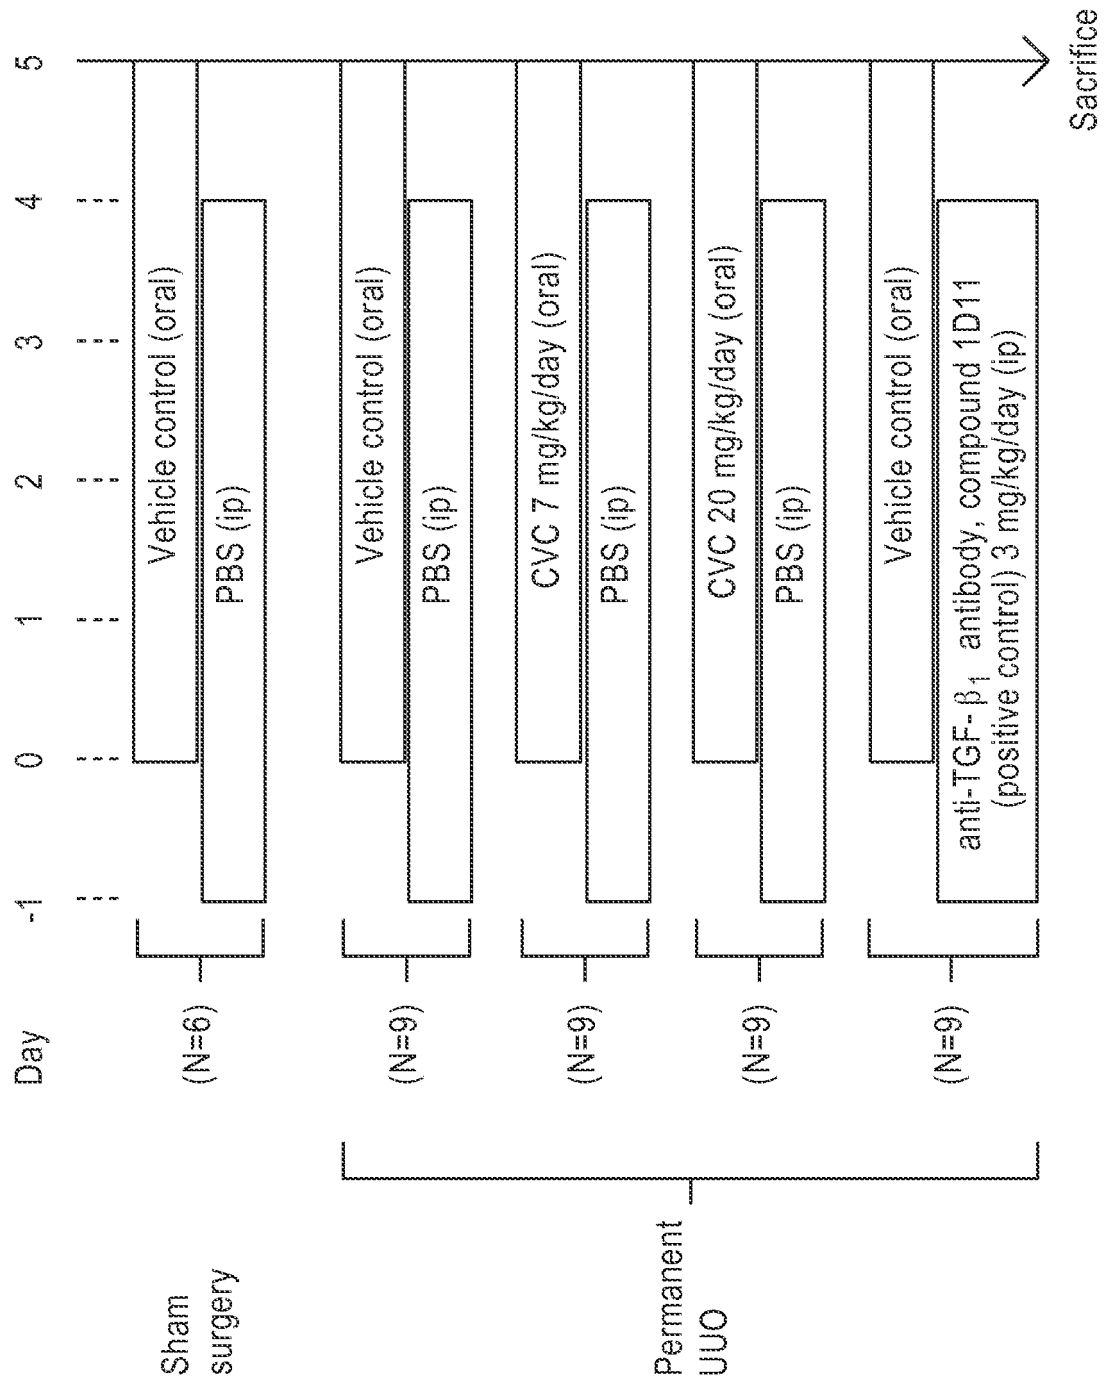 Day
-1
0
1
2
3
4
5
Sham
surgery
(N=6)
Vehicle control (oral)
PBS (ip)
Permanent
UUO
(N=9)
Vehicle control (oral)
PBS (ip)
(N=9)
CVC 7 mg/kg/day (oral)
PBS (ip)
(N=9)
CVC 20 mg/kg/day (oral)
PBS (ip)
(N=9)
Vehicle control (oral)
anti-TGF-β₁ antibody, compound 1D11
(positive control) 3 mg/kg/day (ip)
Sacrifice